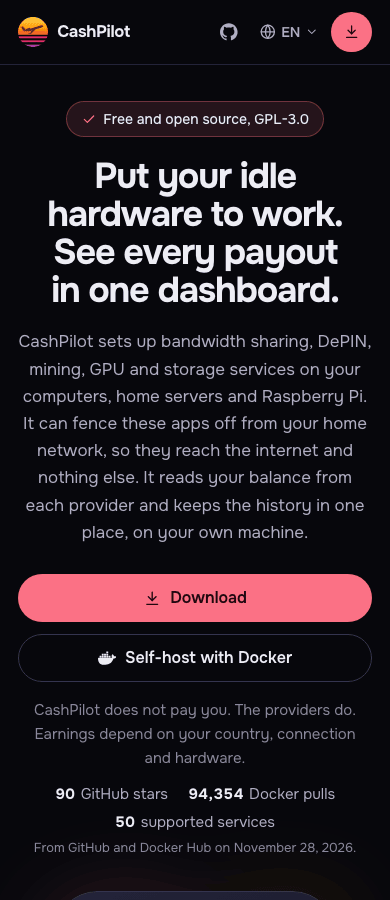 CashPilot
EN
Free and open source, GPL-3.0
Put your idle
hardware to work.
See every payout
in one dashboard.
CashPilot sets up bandwidth sharing, DePIN,
mining, GPU and storage services on your
computers, home servers and Raspberry Pi.
It can fence these apps off from your home
network, so they reach the internet and
nothing else. It reads your balance from
each provider and keeps the history in one
place, on your own machine.
Download
Self-host with Docker
CashPilot does not pay you. The providers do.
Earnings depend on your country, connection
and hardware.
90 GitHub stars 94,354 Docker pulls
50 supported services
From GitHub and Docker Hub on November 28, 2026.